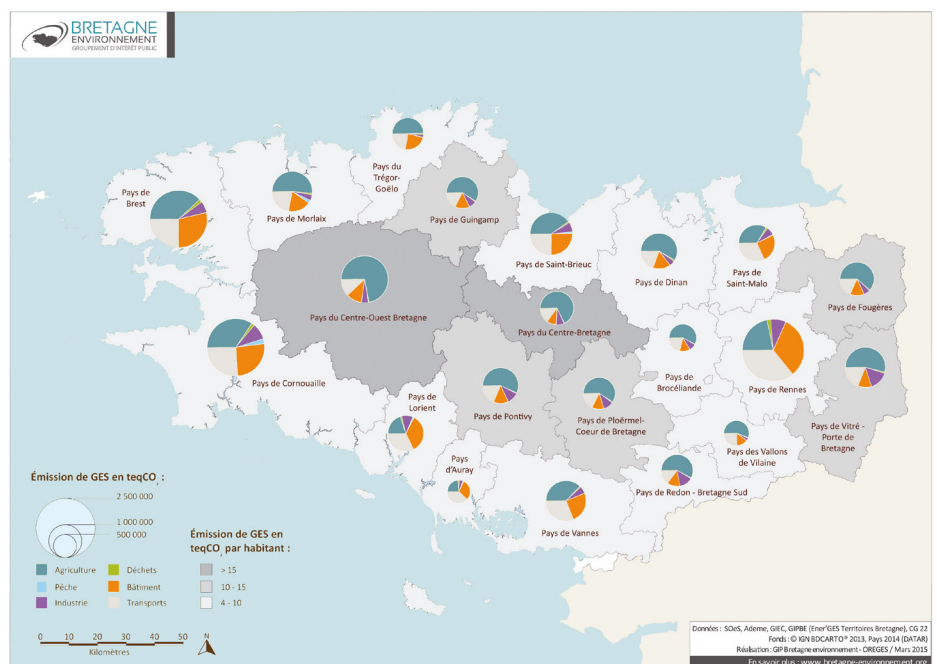 BRETAGNE
ENVIRONNEMENT
GROUPEMENT D'INTÉRÊT PUBLIC
Pays du
Trégor-
Goëlo
Pays de
Brest
Pays de Morlaix
Pays de Guingamp
Pays de Saint-Brieuc
Pays de Dinan
Pays de
Saint-Malo
Pays de Fougères
Pays du Centre-Ouest Bretagne
Pays du Centre-Bretagne
Pays de Cornouaille
Pays de
Brocéliande
Pays de Rennes
Pays de
Lorient
Pays de Pontivy
Pays de Ploërmel-
Coeur de Bretagne
Pays de Vitré -
Porte de
Bretagne
Pays des Vallons
de Vilaine
Pays
d'Auray
Pays de Redon - Bretagne Sud
Pays de Vannes
Émission de GES en teqCO2 :
2 500 000
1 000 000
500 000
Agriculture
Pêche
Industrie
Déchets
Bâtiment
Transports
Émission de GES en
teqCO2 par habitant :
> 15
10 - 15
4 - 10
0 10 20 30 40 50
Kilomètres
N
Données : SOeS, Ademe, GIEC, GIPBE (Ener'GES Territoires Bretagne), CG 22
Fonds : © IGN BDCARTO® 2013, Pays 2014 (DATAR)
Réalisation : GIP Bretagne environnement - OREGES / Mars 2015
En savoir plus : www.bretagne-environnement.org